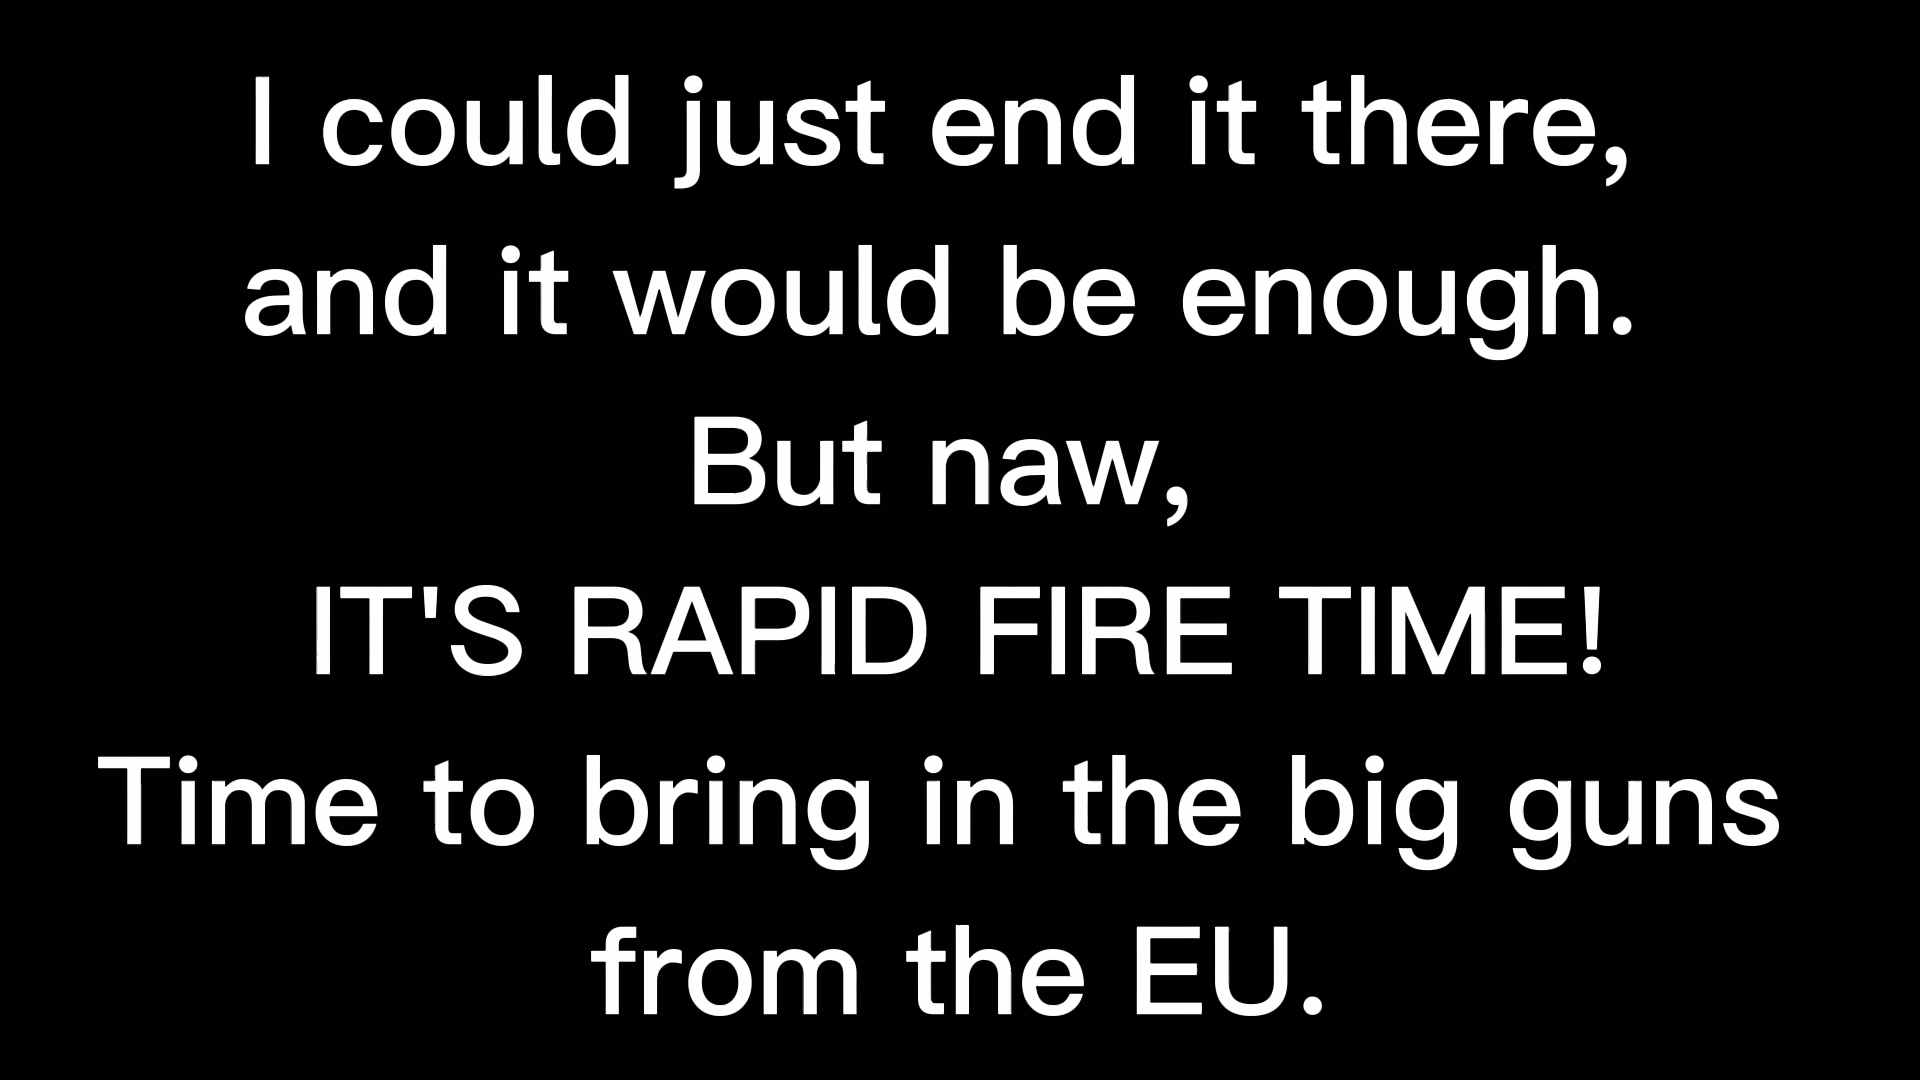 I could just end it there,
and it would be enough.
But naw,
IT'S RAPID FIRE TIME!
Time to bring in the big guns
from the EU.